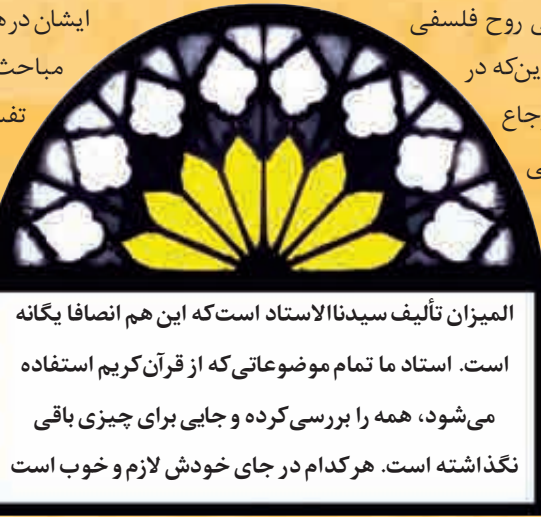 ی روح فلسفی
ین‌که در
جاع
ی
ایشان در
مباحث
المیزان تألیف سیدناالاستاد است‌که این هم انصافا یگانه
است. استاد ما تمام موضوعاتی‌که از قرآن‌کریم استفاده
می‌شود، همه را بررسی‌کرده و جایی برای چیزی باقی
نگذاشته است. هرکدام در جای خودش لازم و خوب است